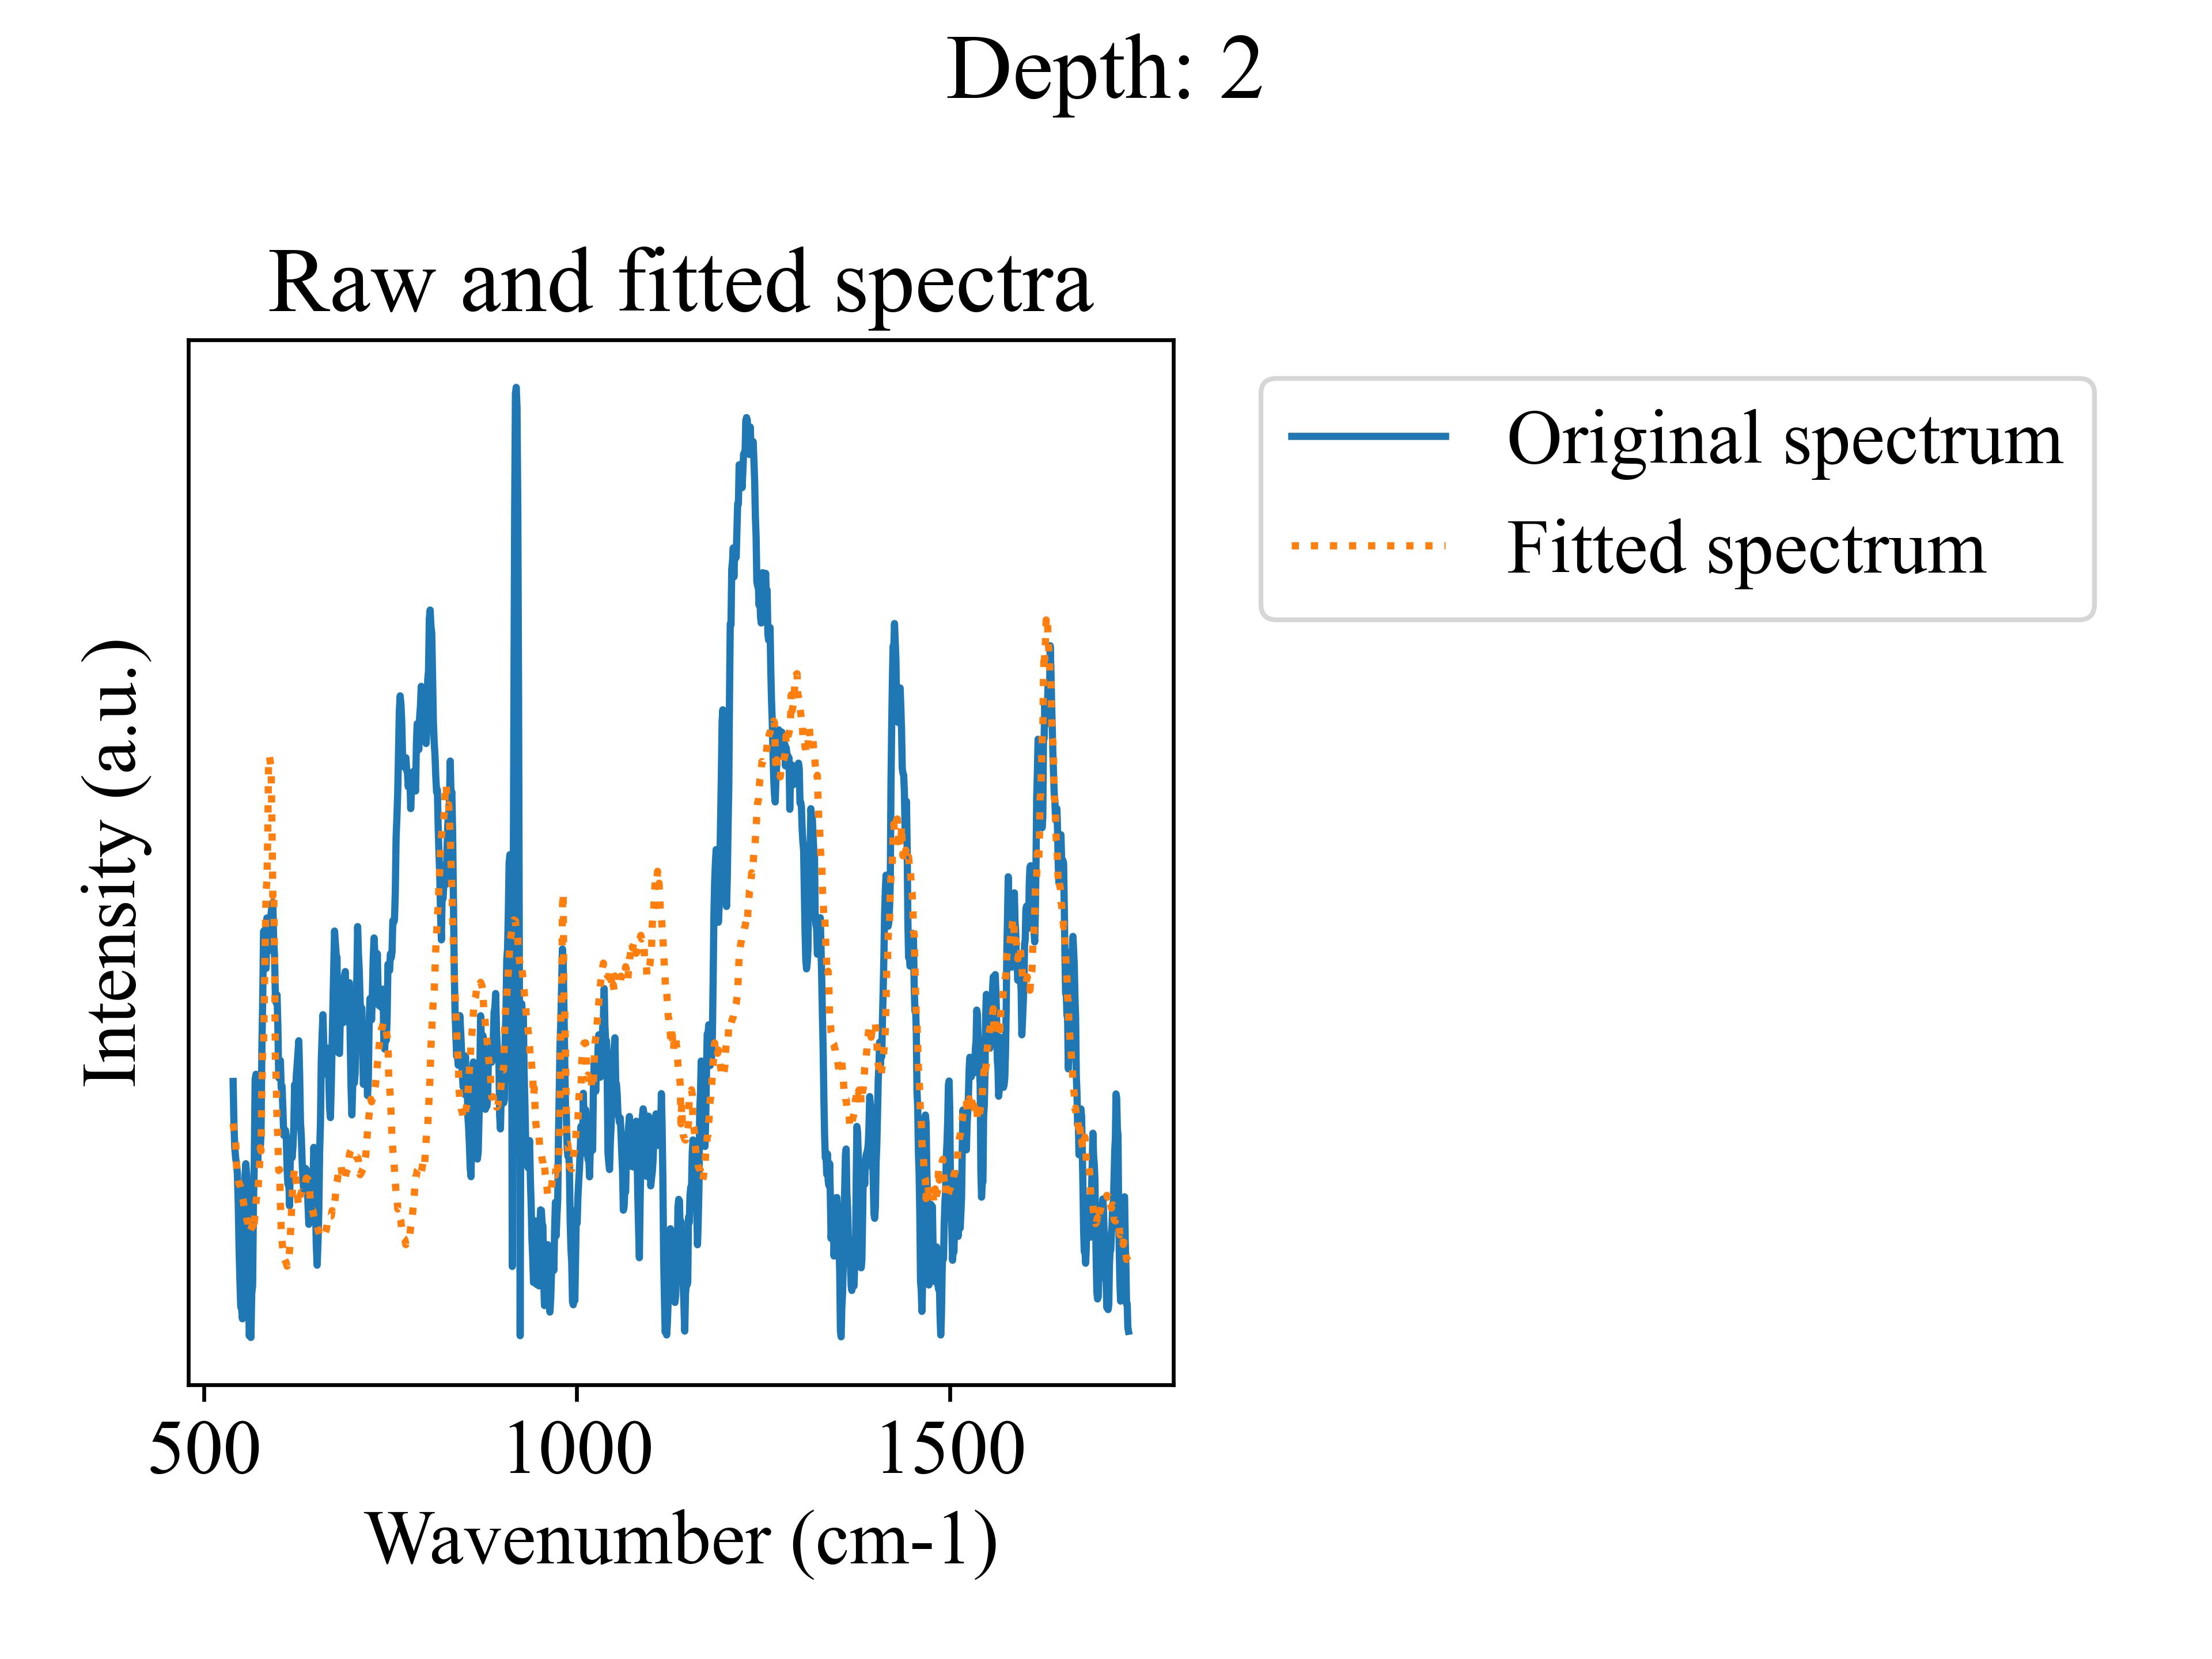 Depth: 2
Raw and fitted spectra
Original spectrum
Fitted spectrum
Intensity (a.u.)
500 1000 1500
Wavenumber (cm-1)